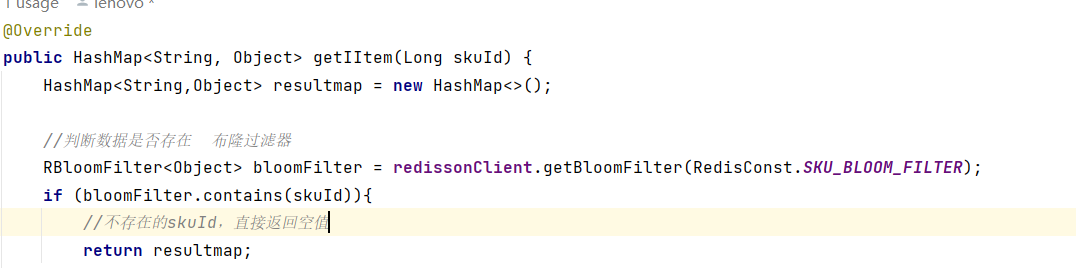 1 usage lenovo *
@Override
public HashMap<String, Object> getIItem(Long skuId) {
HashMap<String,Object> resultmap = new HashMap<>();
//判断数据是否存在 布隆过滤器
RBloomFilter<Object> bloomFilter = redissonClient.getBloomFilter(RedisConst.SKU_BLOOM_FILTER);
if (bloomFilter.contains(skuId)){
//不存在的skuId，直接返回空值
return resultmap;